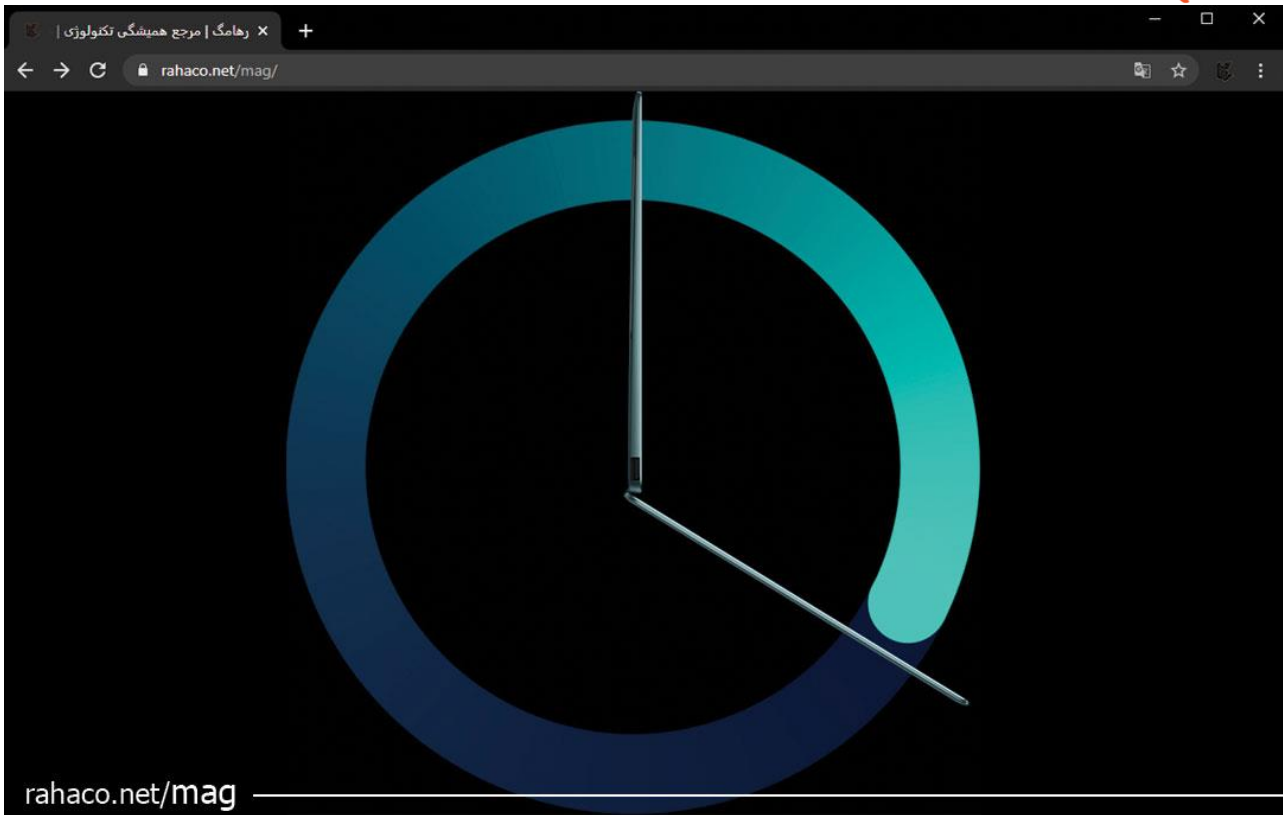 رهامگ | مرجع همیشگی تکنولوژی |
rahaco.net/mag/
rahaco.net/mag